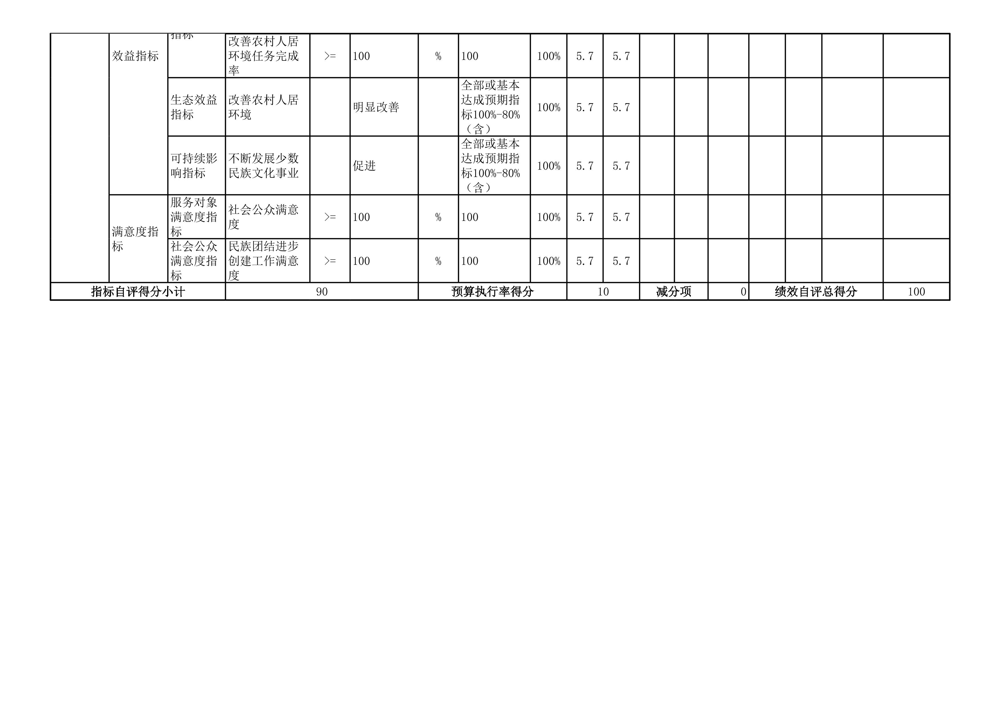 指标
效益指标
改善农村人居
环境任务完成
率
>=
100
%
100
100%
5.7
5.7
生态效益
指标
改善农村人居
环境
明显改善
全部或基本
达成预期指
标100%-80%
（含）
100%
5.7
5.7
可持续影
响指标
不断发展少数
民族文化事业
促进
全部或基本
达成预期指
标100%-80%
（含）
100%
5.7
5.7
满意度指
标
服务对象
满意度指
标
社会公众满意
度
>=
100
%
100
100%
5.7
5.7
社会公众
满意度指
标
民族团结进步
创建工作满意
度
>=
100
%
100
100%
5.7
5.7
指标自评得分小计
90
预算执行率得分
10
减分项
0
绩效自评总得分
100